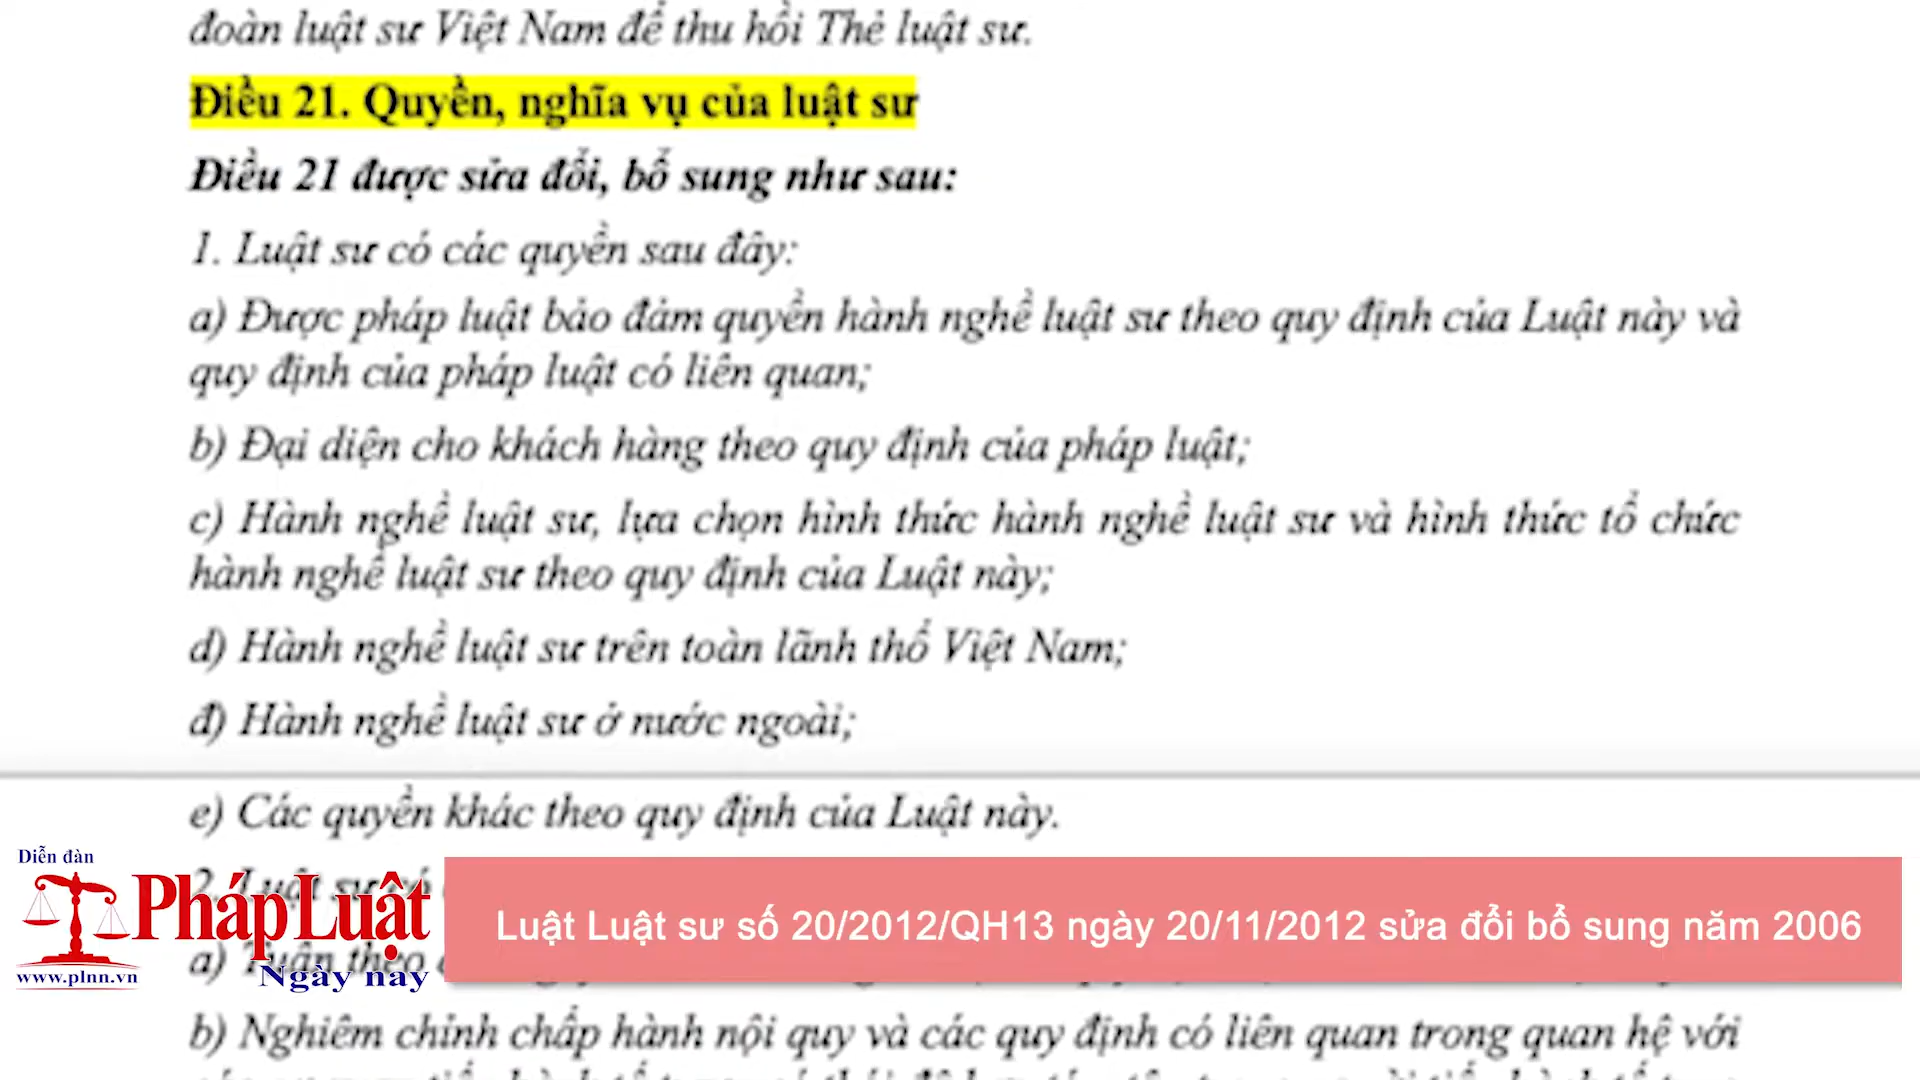 đoàn luật sư Việt Nam để thu hồi Thẻ luật sư.
Điều 21. Quyền, nghĩa vụ của luật sư
Điều 21 được sửa đổi, bổ sung như sau:
1. Luật sư có các quyền sau đây:
a) Được pháp luật bảo đảm quyền hành nghề luật sư theo quy định của Luật này và
quy định của pháp luật có liên quan;
b) Đại diện cho khách hàng theo quy định của pháp luật;
c) Hành nghề luật sư, lựa chọn hình thức hành nghề luật sư và hình thức tổ chức
hành nghề luật sư theo quy định của Luật này;
d) Hành nghề luật sư trên toàn lãnh thổ Việt Nam;
đ) Hành nghề luật sư ở nước ngoài;
e) Các quyền khác theo quy định của Luật này.
2. Luật sư có
Diễn đàn
Pháp Luật
Ngày nay
www.plnn.vn
Luật Luật sư số 20/2012/QH13 ngày 20/11/2012 sửa đổi bổ sung năm 2006
a) Tuân theo
b) Nghiêm chỉnh chấp hành nội quy và các quy định có liên quan trong quan hệ với